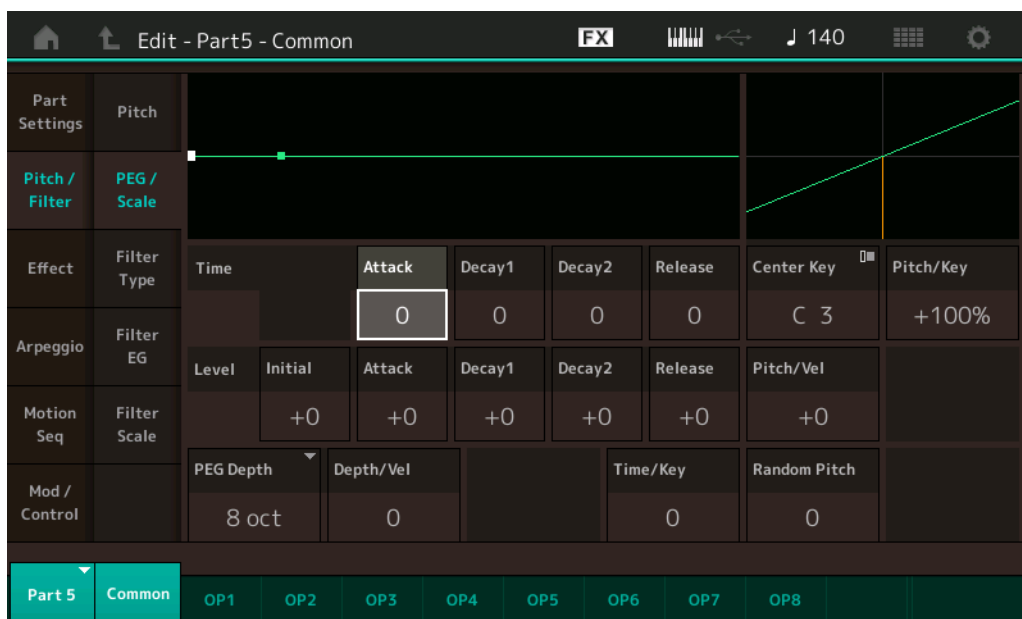 Edit - Part5 - Common
FX
♩ 140
Part
Settings
Pitch /
Filter
Effect
Arpeggio
Motion
Seq
Mod /
Control
Pitch
PEG /
Scale
Filter
Type
Filter
EG
Filter
Scale
Time
Attack
Decay1
Decay2
Release
Center Key
Pitch/Key
0
0
0
0
C 3
+100%
Level
Initial
Attack
Decay1
Decay2
Release
Pitch/Vel
+0
+0
+0
+0
+0
+0
PEG Depth
Depth/Vel
Time/Key
Random Pitch
8 oct
0
0
0
Part 5
Common
OP1
OP2
OP3
OP4
OP5
OP6
OP7
OP8